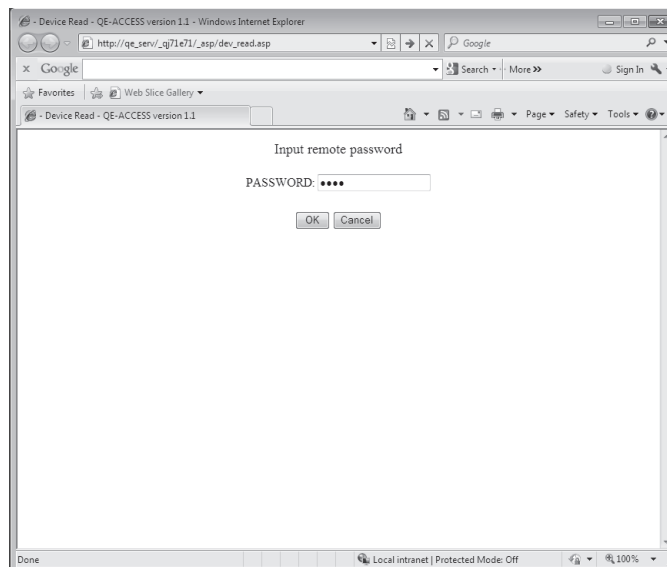 - Device Read - QE-ACCESS version 1.1 - Windows Internet Explorer
http://qe_serv/_qj71e71/_asp/dev_read.asp
Google
x Google
Search
More >>
Sign In
Favorites
Web Slice Gallery
- Device Read - QE-ACCESS version 1.1
Page
Safety
Tools
Input remote password
PASSWORD: ••••
OK Cancel
Done
Local intranet | Protected Mode: Off
100%